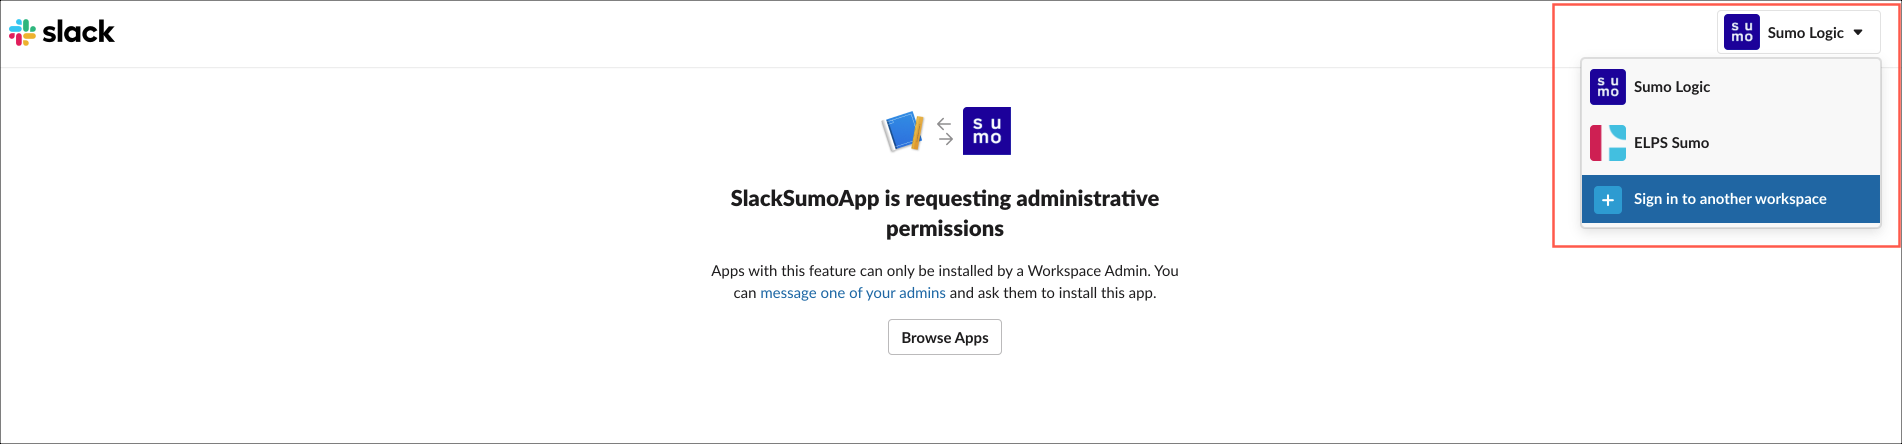 slack
su
mo
Sumo Logic
su
mo
Sumo Logic
ELPS Sumo
Sign in to another workspace
su
mo
SlackSumoApp is requesting administrative
permissions
Apps with this feature can only be installed by a Workspace Admin. You
can message one of your admins and ask them to install this app.
Browse Apps